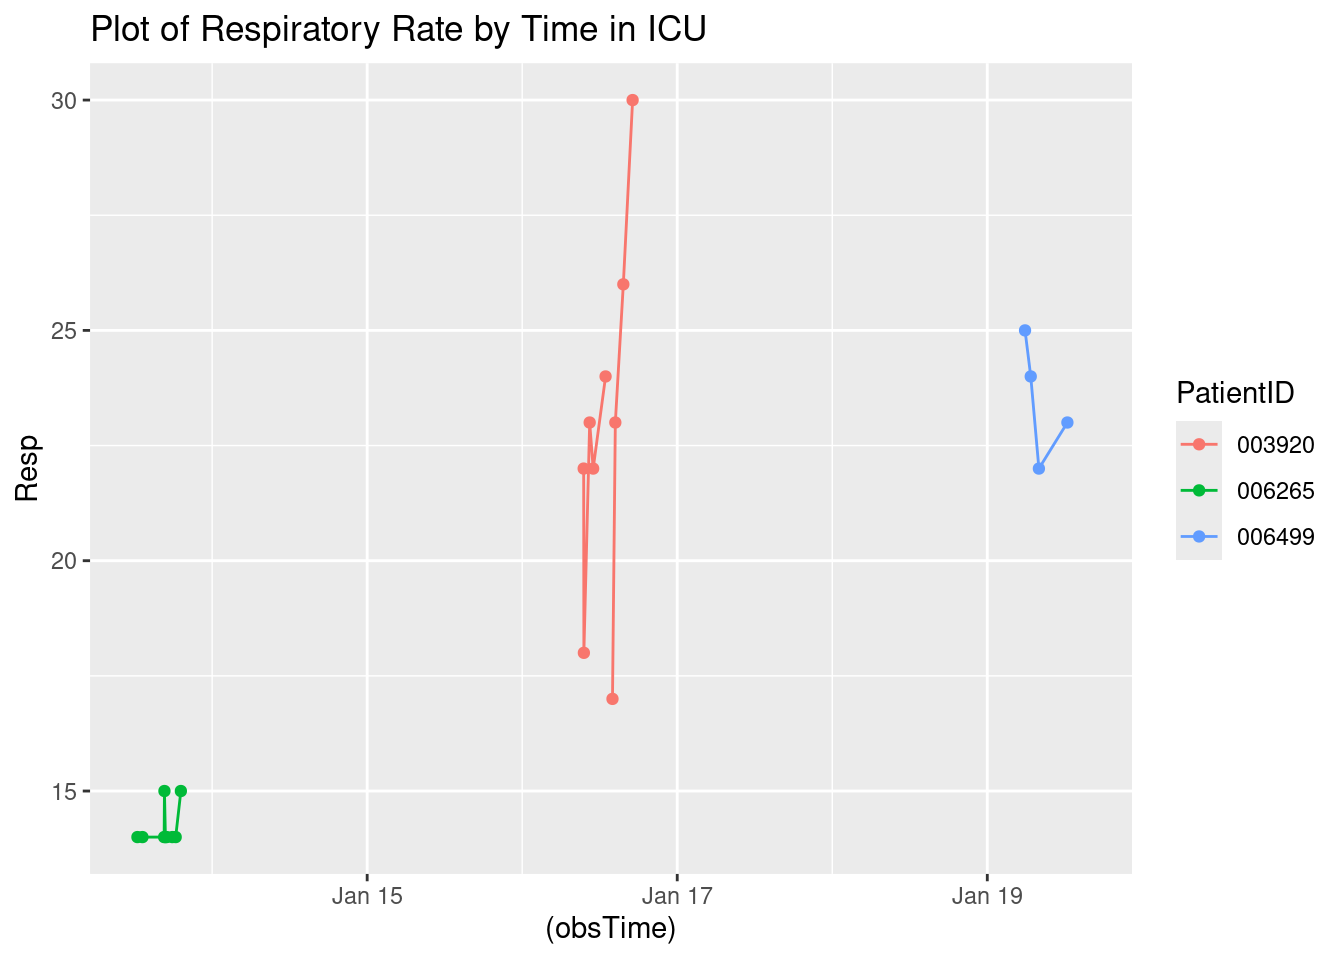 Plot of Respiratory Rate by Time in ICU
30
25
20
15
Resp
Jan 15
Jan 17
Jan 19
(obsTime)
PatientID
003920
006265
006499